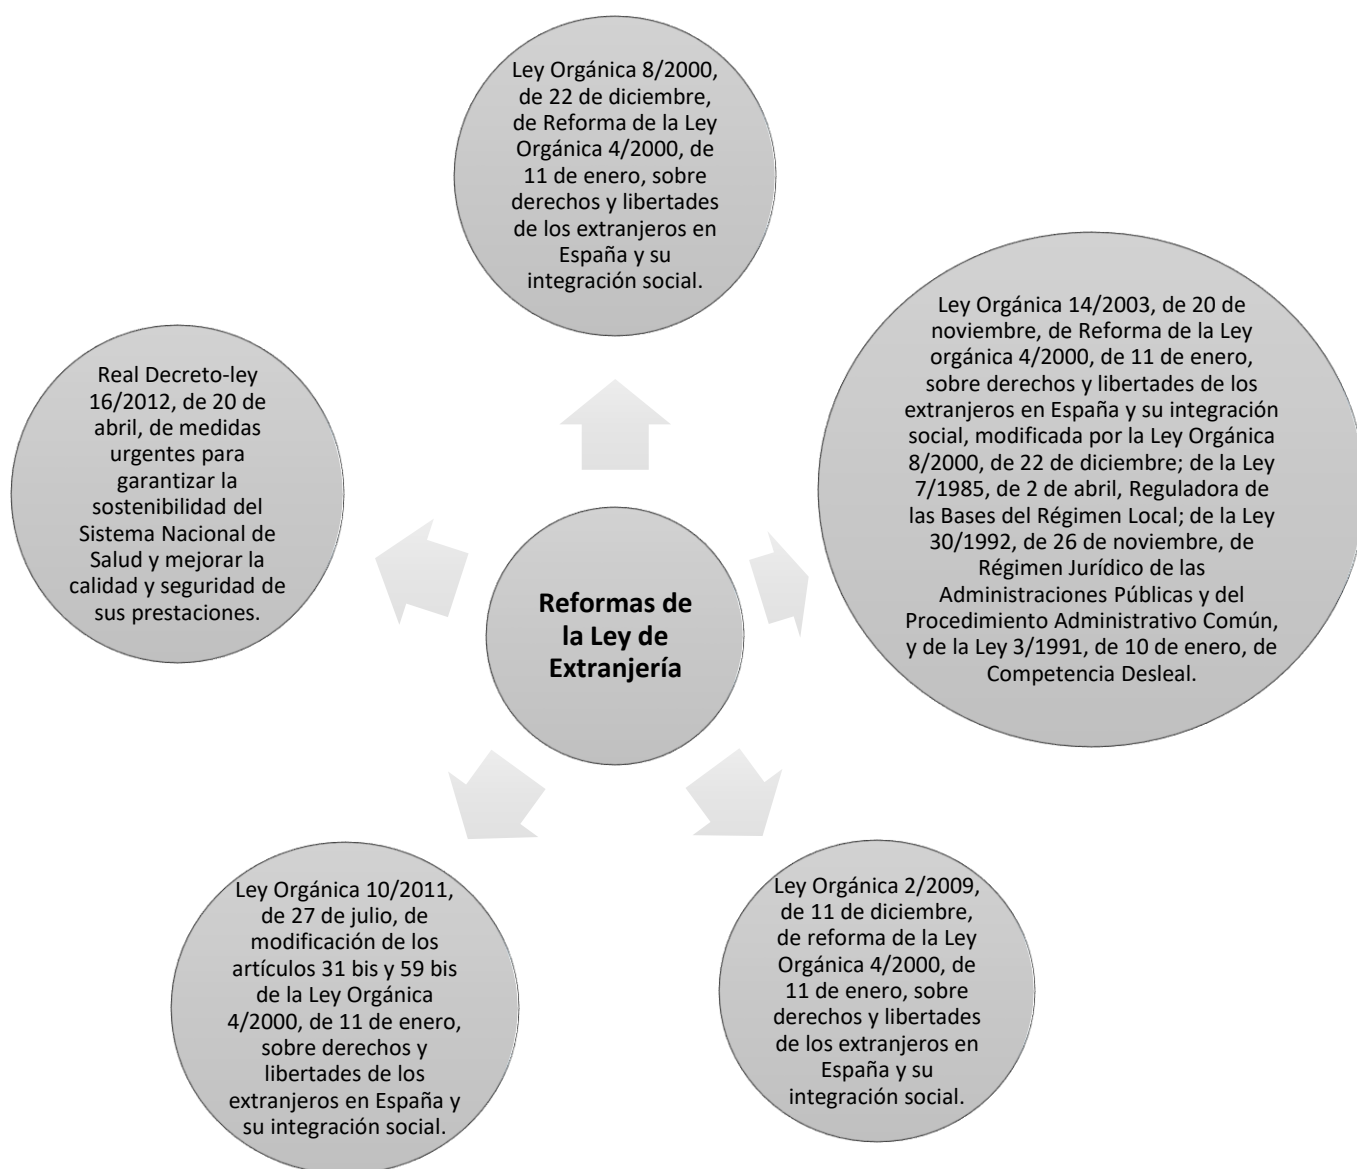 Ley Orgánica 8/2000,
de 22 de diciembre,
de Reforma de la Ley
Orgánica 4/2000, de
11 de enero, sobre
derechos y libertades
de los extranjeros en
España y su
integración social.
Ley Orgánica 14/2003, de 20 de
noviembre, de Reforma de la Ley
orgánica 4/2000, de 11 de enero,
sobre derechos y libertades de los
extranjeros en España y su integración
social, modificada por la Ley Orgánica
8/2000, de 22 de diciembre; de la Ley
7/1985, de 2 de abril, Reguladora de
las Bases del Régimen Local; de la Ley
30/1992, de 26 de noviembre, de
Régimen Jurídico de las
Administraciones Públicas y del
Procedimiento Administrativo Común,
y de la Ley 3/1991, de 10 de enero, de
Competencia Desleal.
Real Decreto-ley
16/2012, de 20 de
abril, de medidas
urgentes para
garantizar la
sostenibilidad del
Sistema Nacional de
Salud y mejorar la
calidad y seguridad de
sus prestaciones.
Reformas de
la Ley de
Extranjería
Ley Orgánica 10/2011,
de 27 de julio, de
modificación de los
artículos 31 bis y 59 bis
de la Ley Orgánica
4/2000, de 11 de enero,
sobre derechos y
libertades de los
extranjeros en España y
su integración social.
Ley Orgánica 2/2009,
de 11 de diciembre,
de reforma de la Ley
Orgánica 4/2000, de
11 de enero, sobre
derechos y libertades
de los extranjeros en
España y su
integración social.